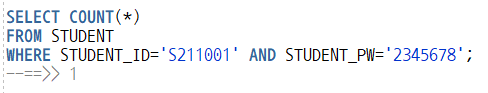 SELECT COUNT(*)
FROM STUDENT
WHERE STUDENT_ID='S211001' AND STUDENT_PW='2345678';
--==>> 1